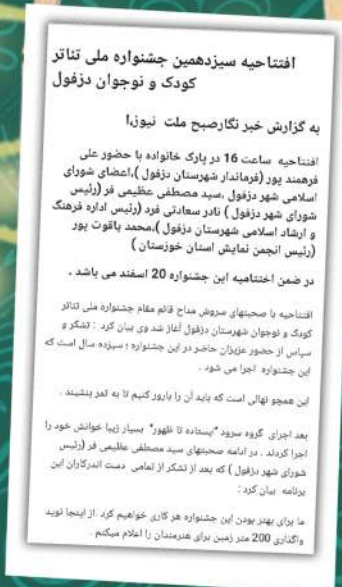 افتتاحیه سیزدهمین جشنواره ملی تئاتر
کودک و نوجوان دزفول
به گزارش خبر نگارصبح ملت نیوز،ا
افتتاحیه ساعت 16 در پارک خانواده با حضور علی
فرهمند پور (فرماندار شهرستان دزفول )،اعضای شورای
اسلامی شهر دزفول ،سید مصطفی عظیمی فر (رئیس
شورای شهر دزفول ) نادر سعادتی فرد (رئیس اداره فرهنگ
و ارشاد اسلامی شهرستان دزفول )،محمد یاقوت پور
(رئیس انجمن نمایش استان خوزستان )
در ضمن اختتامیه این جشنواره 20 اسفند می باشد .
افتتاحیه با صحبتهای سروش مداح قائم مقام جشنواره ملی تئاتر
کودک و نوجوان شهرستان دزفول آغاز شد وی بیان کرد : تشکر و
سپاس از حضور عزیزان حاضر در این جشنواره ؛ سیزده سال است که
این جشنواره اجرا می شود .
این همچو نهالی است که باید آن را بارور کنیم تا به ثمر بنشیند .
بعد اجرای گروه سرود "ایستاده تا ظهور" بسیار زیبا خوانش خود را
اجرا کردند . در ادامه صحبتهای سید مصطفی عظیمی فر (رئیس
شورای شهر دزفول ) که بعد از تشکر از تمامی دست اندرکاران این
برنامه بیان کرد :
ما برای بهتر بودن این جشنواره هر کاری خواهیم کرد .از اینجا نوید
واگذاری 200 متر زمین برای هنرمندان را اعلام میکنم .